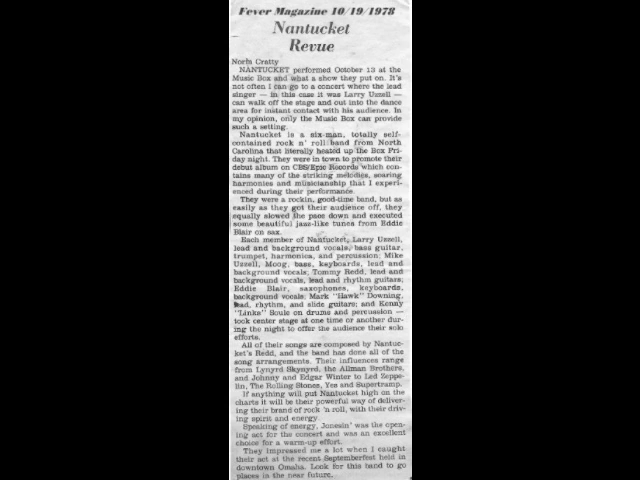 Fever Magazine 10/19/1978
Nantucket
Revue
Norm Cratty
NANTUCKET performed October 13 at the
Music Box and what a show they put on. It's
not often I can go to a concert where the lead
singer — in this case it was Larry Uzzell —
can walk off the stage and out into the dance
area for instant contact with his audience. In
my opinion, only the Music Box can provide
such a setting.
Nantucket is a six-man, totally self-
contained rock n' roll band from North
Carolina that literally heated up the Box Fri-
day night. They were in town to promote their
debut album on CBS/Epic Records which con-
tains many of the striking melodies, soaring
harmonies and musicianship that I experi-
enced during their performance.
They were a rockin, good-time band, but as
easily as they got their audience off, they
equally slowed the pace down and executed
some beautiful jazz-like tunes from Eddie
Blair on sax.
Each member of Nantucket, Larry Uzzell,
lead and background vocals, bass guitar,
trumpet, harmonica, and percussion; Mike
Uzzell, Moog, bass, keyboards, lead and
background vocals; Tommy Redd, lead and
background vocals, lead and rhythm guitars;
Eddie Blair, saxophones, keyboards,
background vocals; Mark "Hawk" Downing,
lead, rhythm, and slide guitars; and Kenny
"Links" Soule on drums and percussion —
took center stage at one time or another dur-
ing the night to offer the audience their solo
efforts.
All of their songs are composed by Nantuc-
ket's Redd, and the band has done all of the
song arrangements. Their influences range
from Lynyrd Skynyrd, the Allman Brothers,
and Johnny and Edgar Winter to Led Zeppe-
lin, The Rolling Stones, Yes and Supertramp.
If anything will put Nantucket high on the
charts it will be their powerful way of deliver-
ing their brand of rock 'n roll, with their driv-
ing spirit and energy.
Speaking of energy, Jonesin' was the open-
ing act for the concert and was an excellent
choice for a warm-up effort.
They impressed me a lot when I caught
their act at the recent Septemberfest held in
downtown Omaha. Look for this band to go
places in the near future.